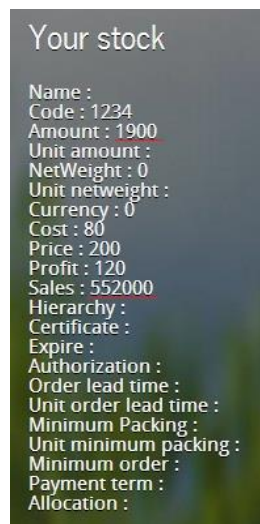 Your stock
Name :
Code : 1234
Amount : 1900
Unit amount :
NetWeight : 0
Unit netweight :
Currency : 0
Cost : 80
Price : 200
Profit : 120
Sales : 552000
Hierarchy :
Certificate :
Expire :
Authorization :
Order lead time :
Unit order lead time :
Minimum Packing :
Unit minimum packing :
Minimum order :
Payment term :
Allocation :